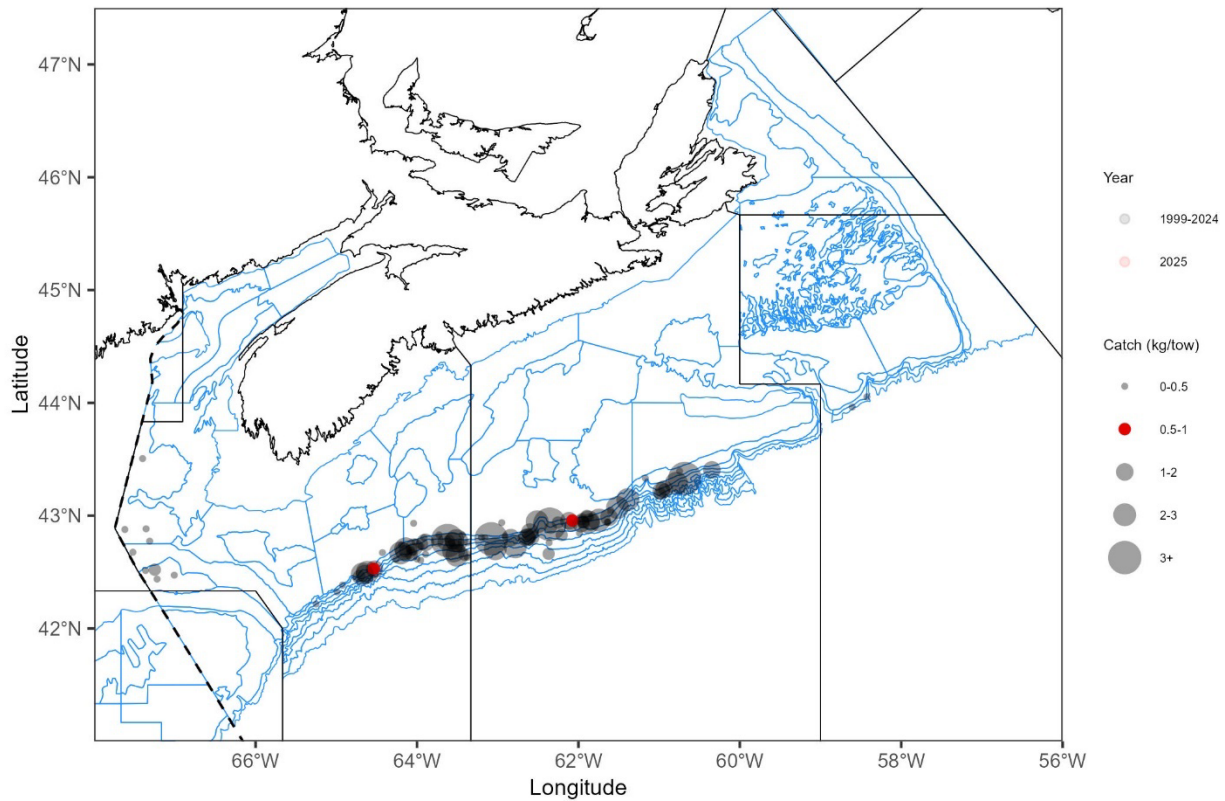 47°N
46°N
45°N
44°N
43°N
42°N
Latitude
66°W
64°W
62°W
60°W
58°W
56°W
Longitude
Year
1999-2024
2025
Catch (kg/tow)
0-0.5
0.5-1
1-2
2-3
3+